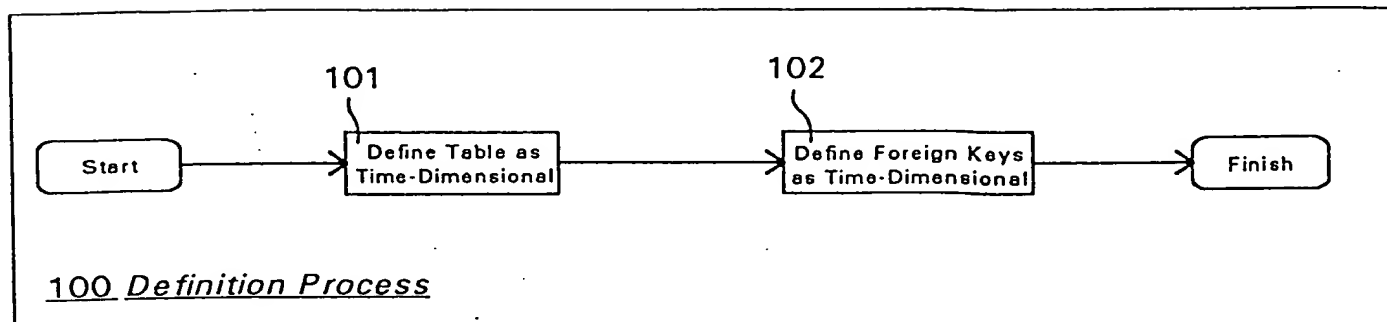 101
102
Start
Define Table as
Time-Dimensional
Define Foreign Keys
as Time-Dimensional
Finish
100 Definition Process